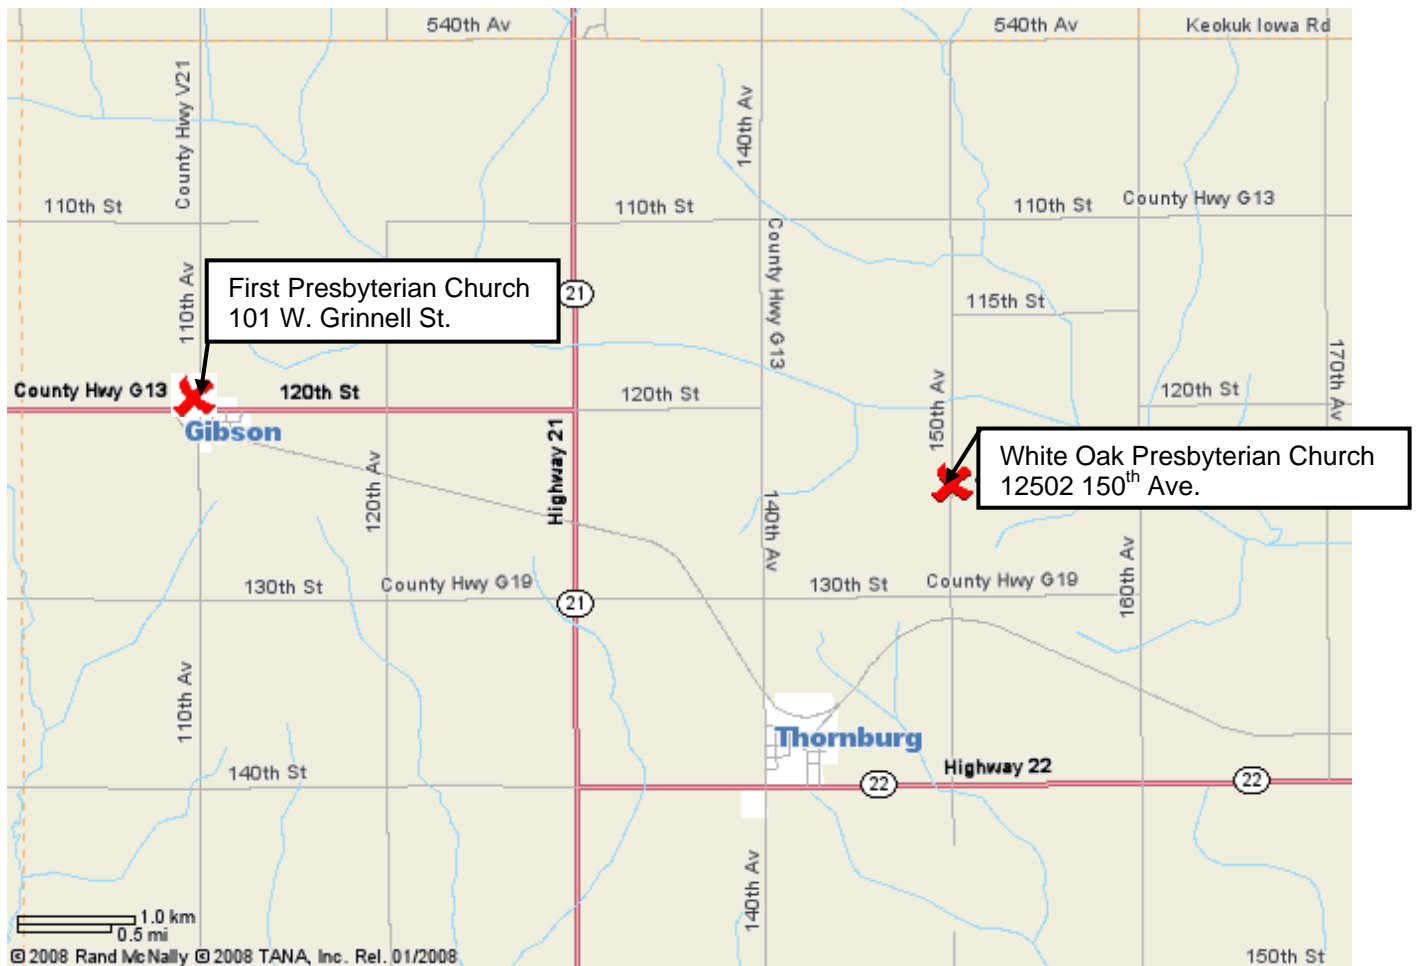 540th Av
540th Av
Keokuk Iowa Rd
County Hwy V21
140th Av
110th St
110th St
110th St
County Hwy G13
110th Av
First Presbyterian Church
101 W. Grinnell St.
21
County Hwy G13
115th St
170th Av
County Hwy G13
120th St
120th St
120th St
150th Av
Gibson
Highway 21
120th Av
White Oak Presbyterian Church
12502 150th Ave.
140th Av
160th Av
130th St
County Hwy G19
21
130th St
County Hwy G19
110th Av
Thornburg
140th St
Highway 22
22
22
140th Av
1.0 km
0.5 mi
© 2008 Rand McNally © 2008 TANA, Inc. Rel. 01/2008
150th St